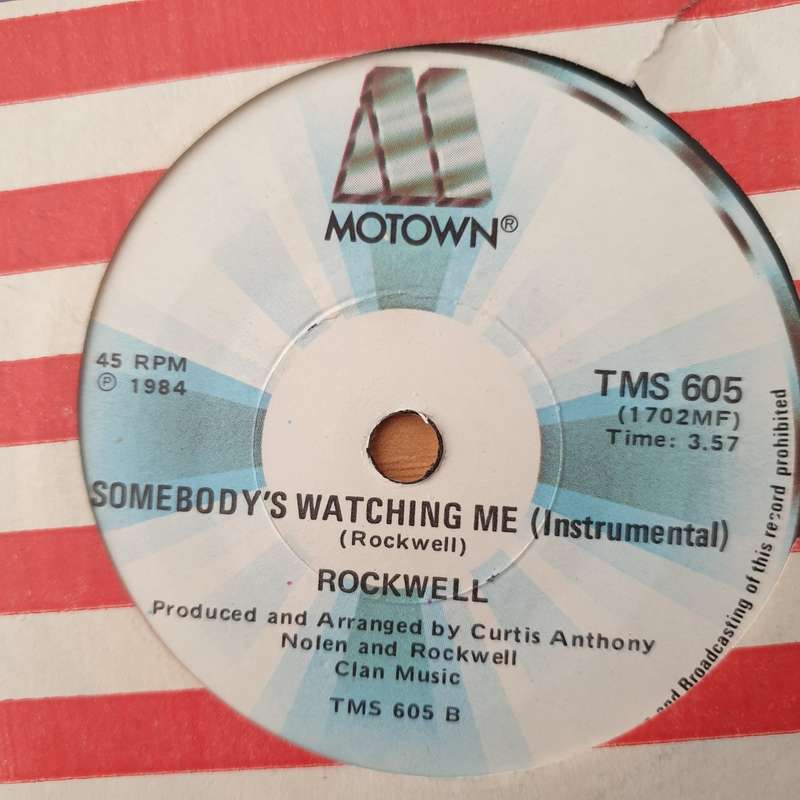 MOTOWN®
45 RPM
℗ 1984
TMS 605
(1702MF)
Time: 3.57
SOMEBODY'S WATCHING ME (Instrumental)
(Rockwell)
ROCKWELL
Produced and Arranged by Curtis Anthony
Nolen and Rockwell
Clan Music
TMS 605 B
and Broadcasting of this record prohibited